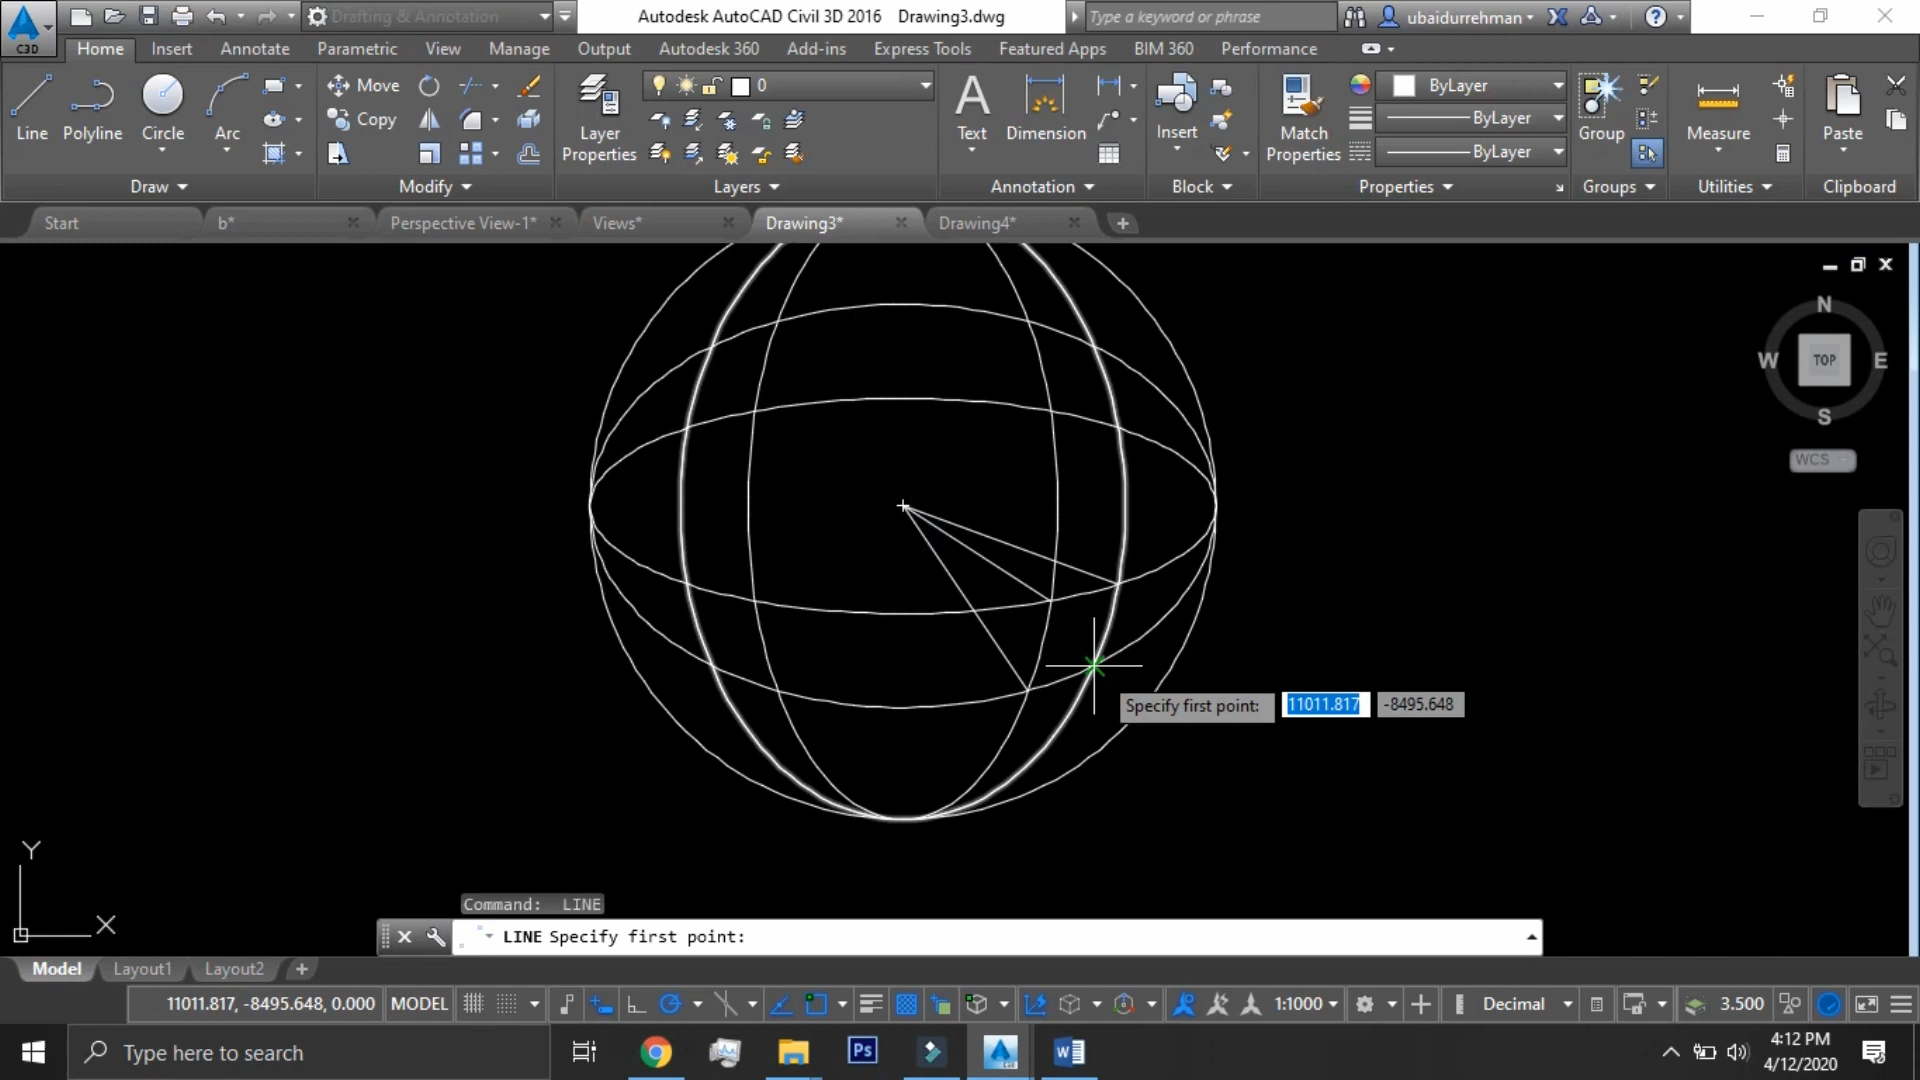 Drafting & Annotation
Autodesk AutoCAD Civil 3D 2016 Drawing3.dwg
Type a keyword or phrase
ubaidurrehman
C3D
Home Insert Annotate Parametric View Manage Output Autodesk 360 Add-ins Express Tools Featured Apps BIM 360 Performance
Line Polyline Circle Arc
Draw
Move
Copy
Modify
Layer
Properties
0
Layers
Text Dimension
Annotation
Insert
Block
Match
Properties
ByLayer
ByLayer
ByLayer
Properties
Group
Groups
Measure
Utilities
Paste
Clipboard
Start b* Perspective View-1* Views* Drawing3* Drawing4*
N
W TOP E
S
WCS
Specify first point: 11011.817 -8495.648
Y
X
Command: LINE
LINE Specify first point:
Model Layout1 Layout2
11011.817, -8495.648, 0.000 MODEL 1:1000 Decimal 3.500
Type here to search
Ps
W
4:12 PM
4/12/2020